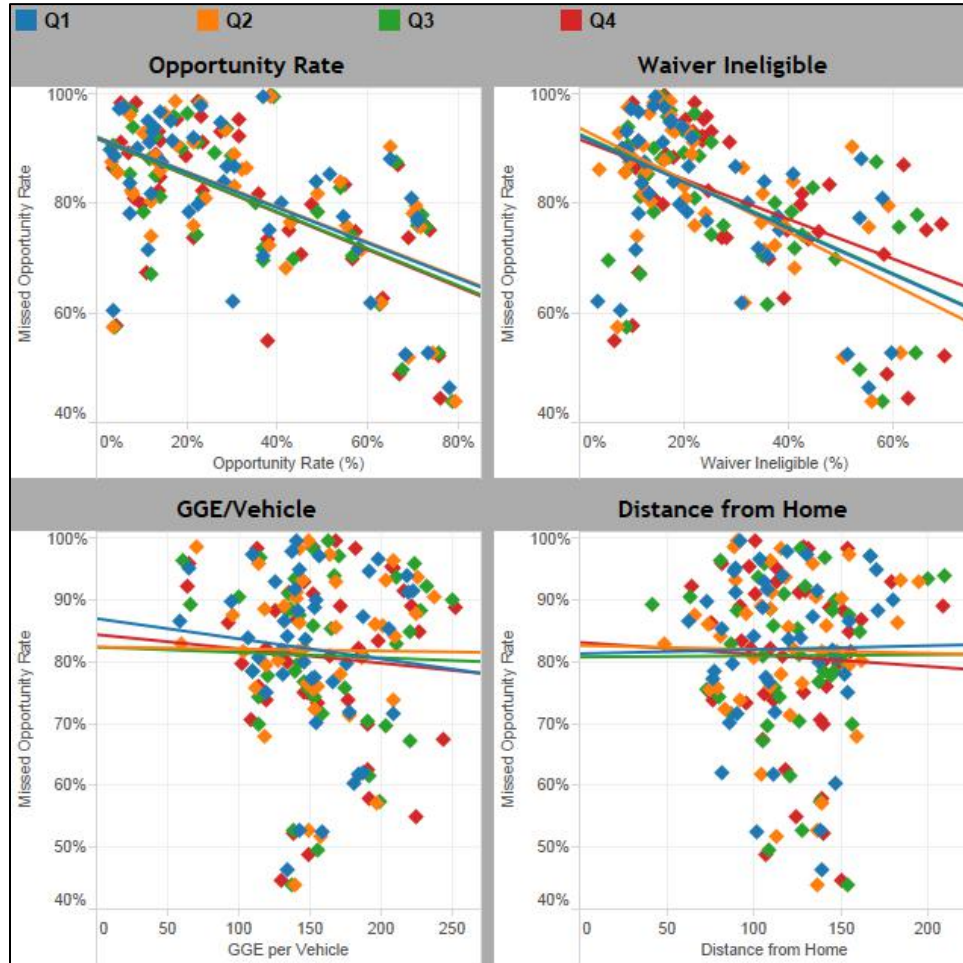 Q1 Q2 Q3 Q4
Opportunity Rate
Missed Opportunity Rate
100%
80%
60%
40%
0% 20% 40% 60% 80%
Opportunity Rate (%)
Waiver Ineligible
Missed Opportunity Rate
100%
80%
60%
40%
0% 20% 40% 60%
Waiver Ineligible (%)
GGE/Vehicle
Missed Opportunity Rate
100%
90%
80%
70%
60%
50%
40%
0 50 100 150 200 250
GGE per Vehicle
Distance from Home
Missed Opportunity Rate
100%
90%
80%
70%
60%
50%
40%
0 50 100 150 200
Distance from Home